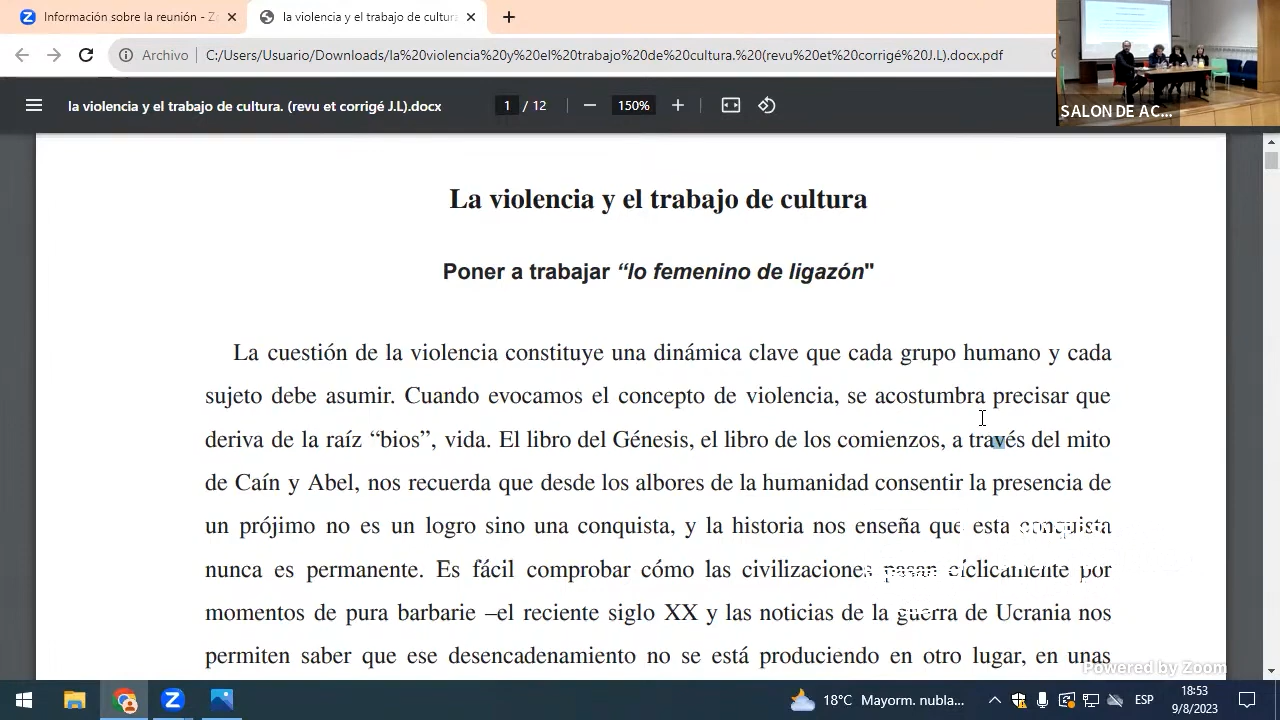 Información sobre la reunión - Zo
la violencia y el trabajo de cultura
Archivo
C:/Users/Usuario/Downloads/la%20violencia%20y%20el%20trabajo%20de%20cultura%20(revu%20et%20corrigé%20J.L).docx.pdf
la violencia y el trabajo de cultura. (revu et corrigé J.L).docx
1 / 12
150%
SALON DE AC...
La violencia y el trabajo de cultura
Poner a trabajar “lo femenino de ligazón"
La cuestión de la violencia constituye una dinámica clave que cada grupo humano y cada
sujeto debe asumir. Cuando evocamos el concepto de violencia, se acostumbra precisar que
deriva de la raíz “bios”, vida. El libro del Génesis, el libro de los comienzos, a través del mito
de Caín y Abel, nos recuerda que desde los albores de la humanidad consentir la presencia de
un prójimo no es un logro sino una conquista, y la historia nos enseña que esta conquista
nunca es permanente. Es fácil comprobar cómo las civilizaciones pasan cíclicamente por
momentos de pura barbarie –el reciente siglo XX y las noticias de la guerra de Ucrania nos
permiten saber que ese desencadenamiento no se está produciendo en otro lugar, en unas
Powered by Zoom
18°C Mayorm. nubla...
ESP
18:53
9/8/2023